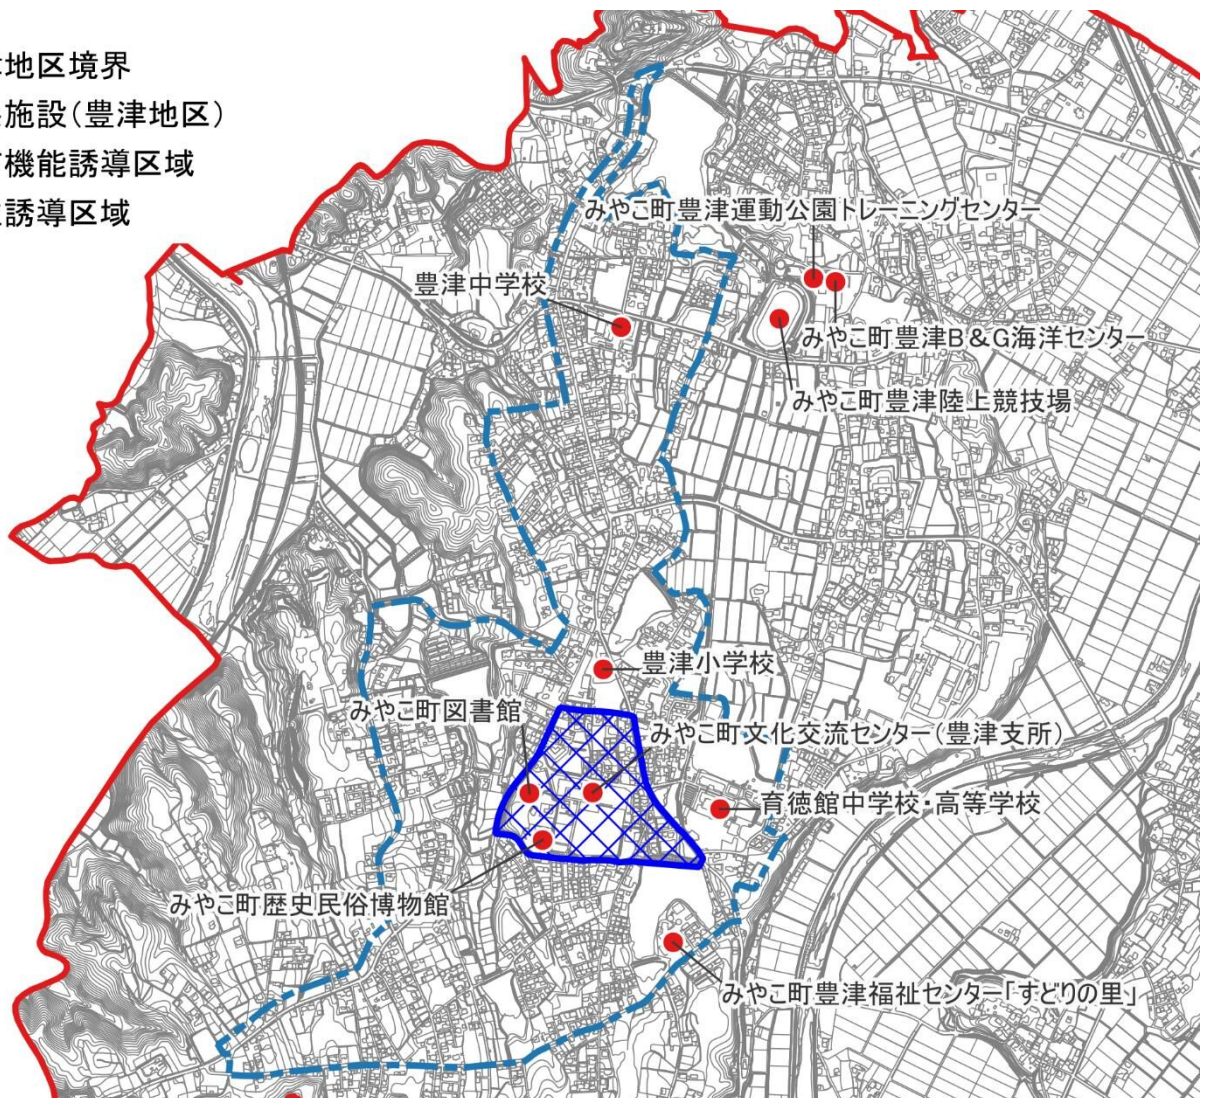 地区境界
施設(豊津地区)
機能誘導区域
誘導区域
みやこ町豊津運動公園トレーニングセンター
豊津中学校
みやこ町豊津B&G海洋センター
みやこ町豊津陸上競技場
豊津小学校
みやこ町図書館
みやこ町文化交流センター(豊津支所)
育徳館中学校・高等学校
みやこ町歴史民俗博物館
みやこ町豊津福祉センター「すどりの里」